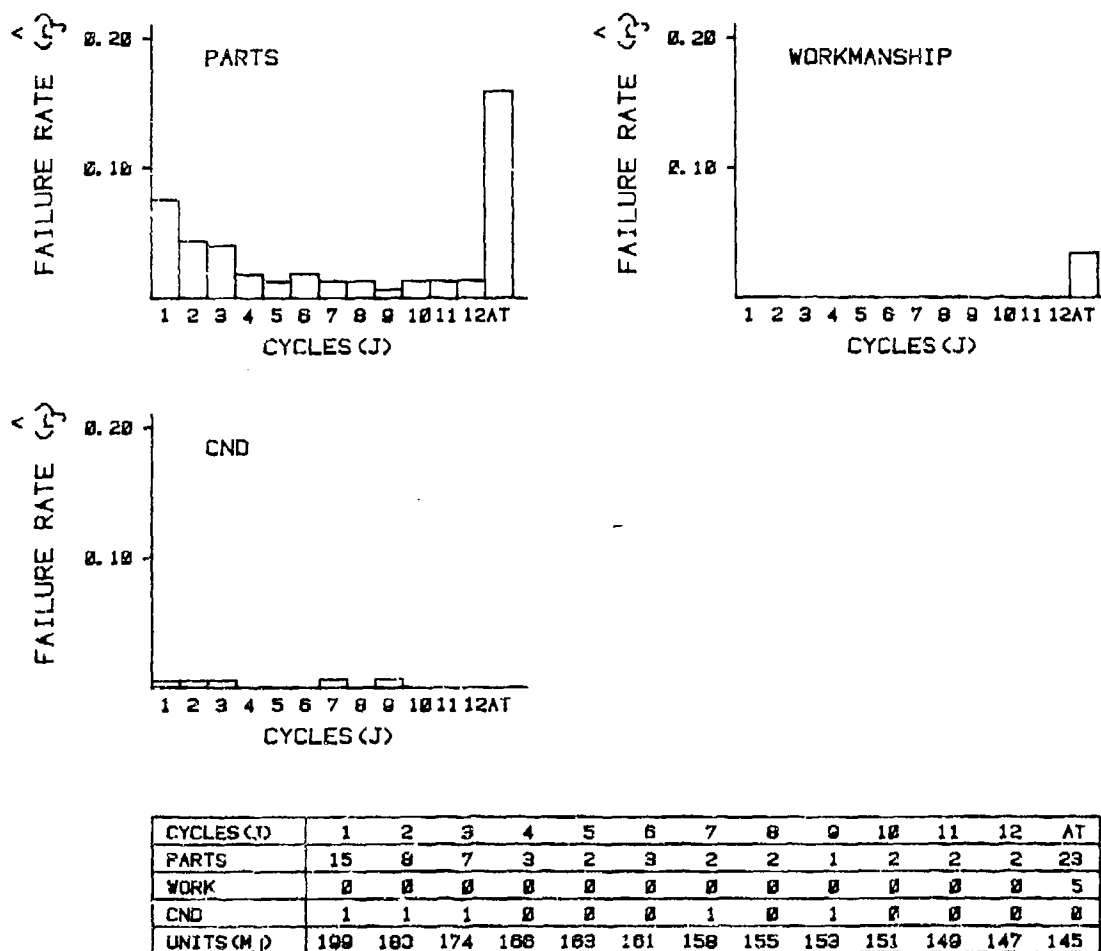 FAILURE RATE (r̂j)
0.20
PARTS
0.10
1 2 3 4 5 6 7 8 9 10 11 12 AT
CYCLES (J)
FAILURE RATE (r̂j)
0.20
WORKMANSHIP
0.10
1 2 3 4 5 6 7 8 9 10 11 12 AT
CYCLES (J)
FAILURE RATE (r̂j)
0.20
CND
0.10
1 2 3 4 5 6 7 8 9 10 11 12 AT
CYCLES (J)
CYCLES (J) 1 2 3 4 5 6 7 8 9 10 11 12 AT
PARTS 15 8 7 3 2 3 2 2 1 2 2 2 23
WORK 0 0 0 0 0 0 0 0 0 0 0 0 5
CND 1 1 1 0 0 0 1 0 1 0 0 0 0
UNITS (Mj) 199 183 174 166 163 161 158 155 153 151 149 147 145